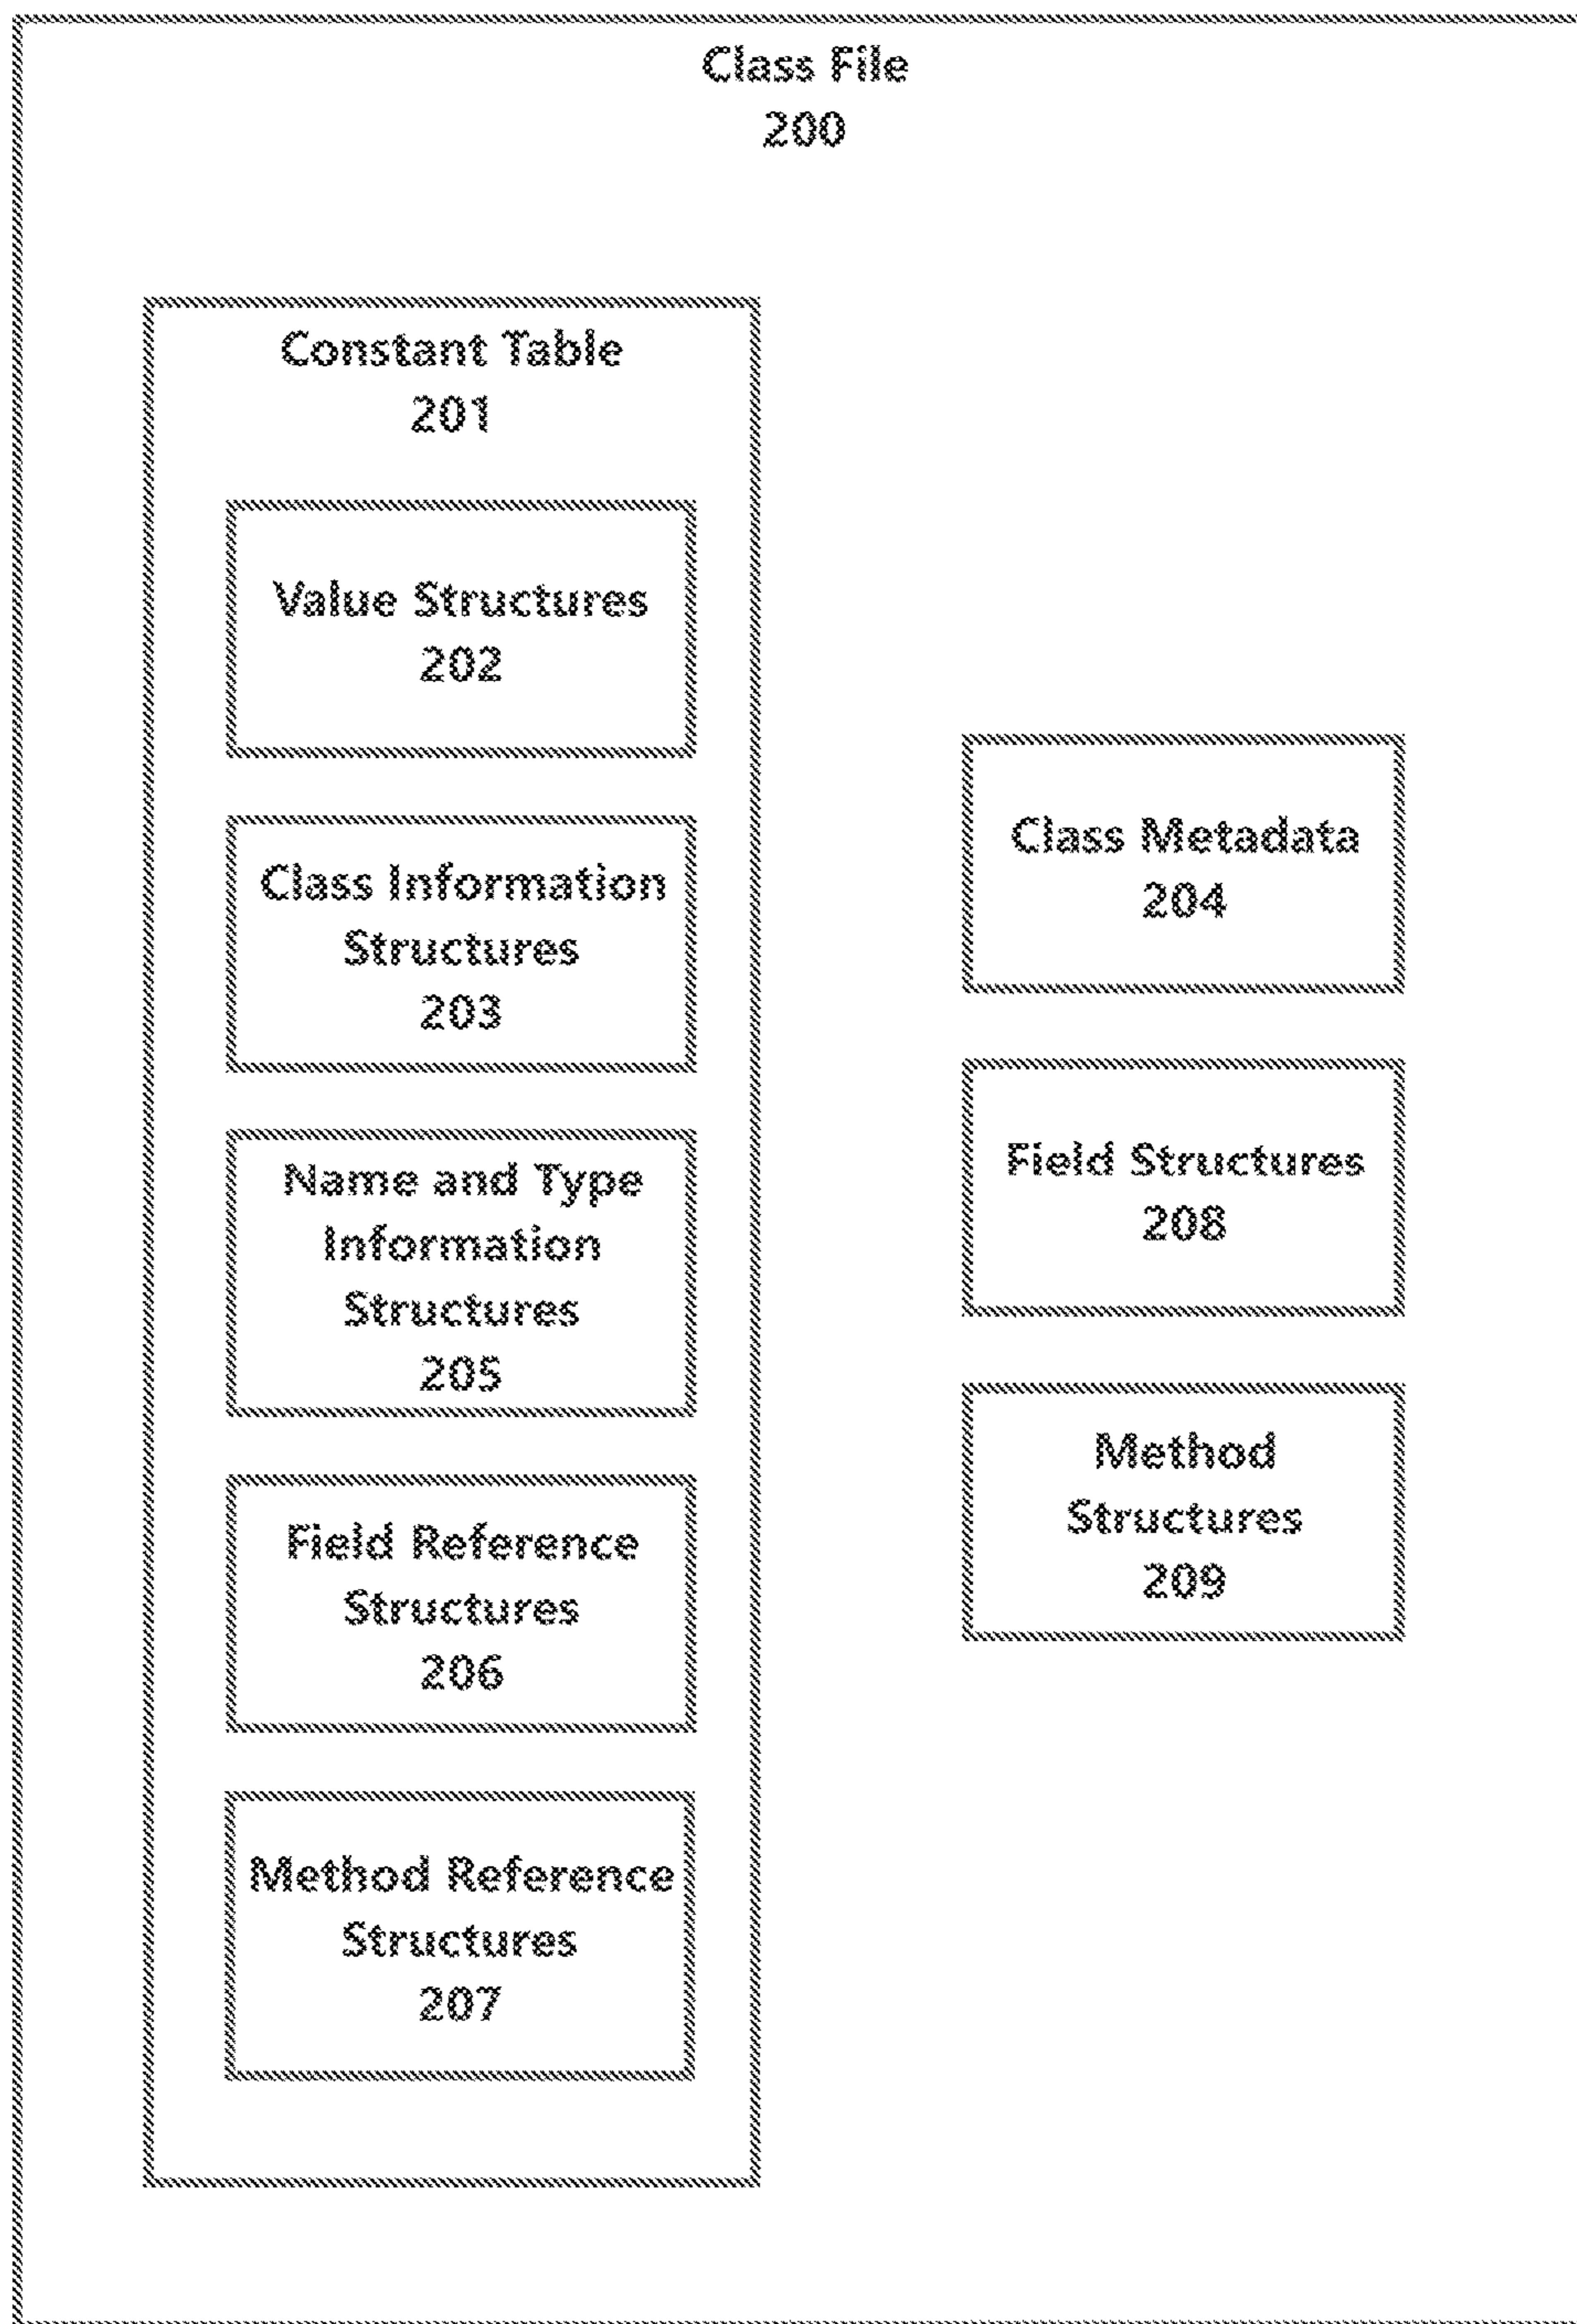 Class File
200
Constant Table
201
Value Structures
202
Class Information
Structures
203
Name and Type
Information
Structures
205
Field Reference
Structures
206
Method Reference
Structures
207
Class Metadata
204
Field Structures
208
Method
Structures
209